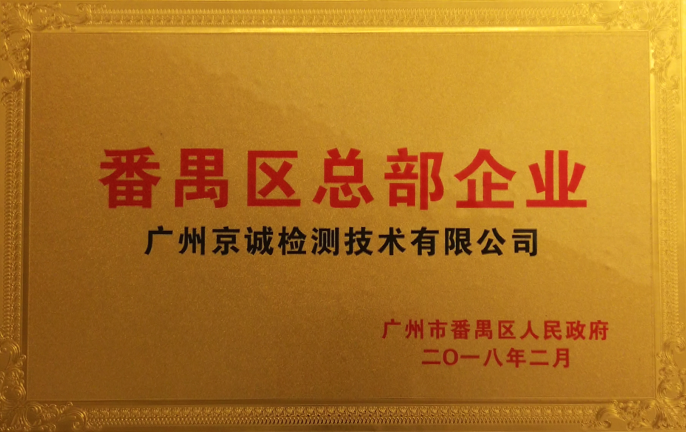 番禺区总部企业
广州京诚检测技术有限公司
广州市番禺区人民政府
二〇一八年二月